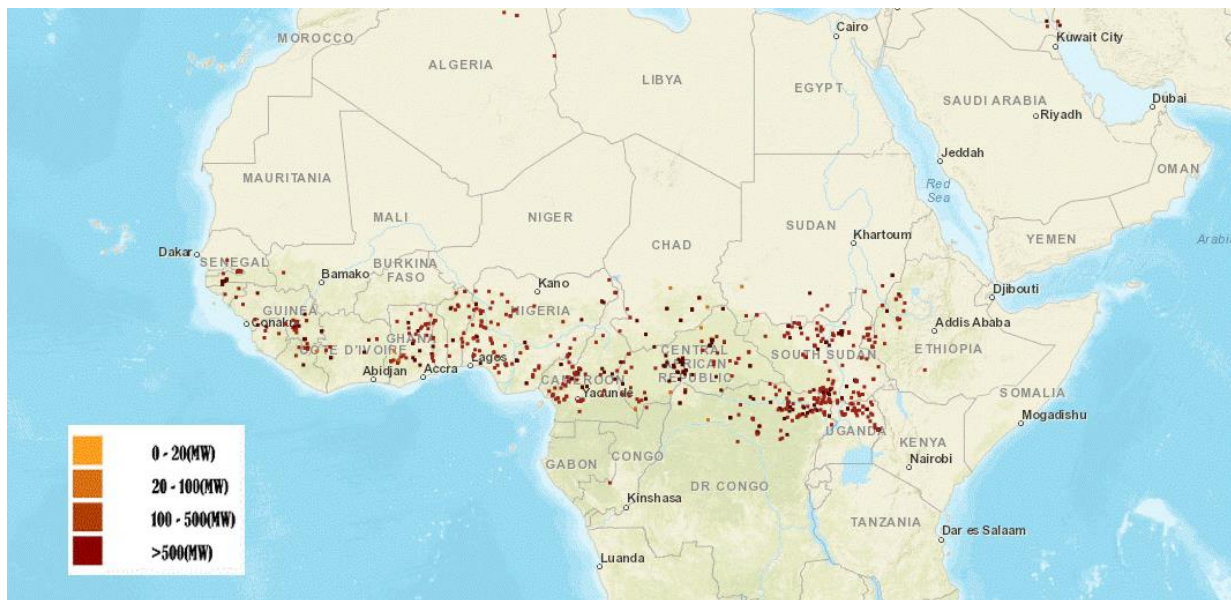 Cairo
Kuwait City
MOROCCO
ALGERIA
LIBYA
EGYPT
SAUDI ARABIA
Riyadh
Dubai
Jeddah
OMAN
MAURITANIA
Red
Sea
MALI
NIGER
SUDAN
CHAD
YEMEN
Arabi
Khartoum
Dakar
SENEGAL
Bamako
BURKINA
FASO
Kano
Djibouti
GUINEA
Conakr
NIGERIA
Addis Ababa
GHANA
CÔTE D'IVOIRE
ETHIOPIA
SOUTH SUDAN
Lagos
CENTRAL
AFRICAN
REPUBLIC
Abidjan
Accra
CAMEROON
Yaounde
SOMALIA
Mogadishu
UGANDA
KENYA
GABON
CONGO
Nairobi
DR CONGO
Kinshasa
TANZANIA
Dar es Salaam
Luanda
0 - 20(MW)
20 - 100(MW)
100 - 500(MW)
>500(MW)